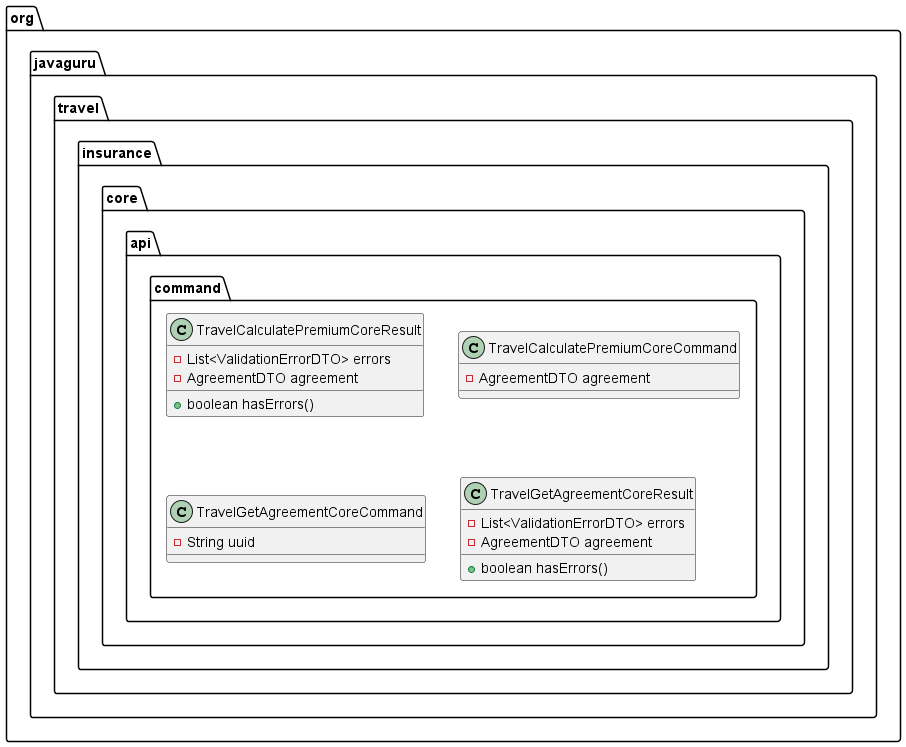 org
javaguru
travel
insurance
core
api
command
C TravelCalculatePremiumCoreResult
List<ValidationErrorDTO> errors
AgreementDTO agreement
boolean hasErrors()
C TravelCalculatePremiumCoreCommand
AgreementDTO agreement
C TravelGetAgreementCoreCommand
String uuid
C TravelGetAgreementCoreResult
List<ValidationErrorDTO> errors
AgreementDTO agreement
boolean hasErrors()